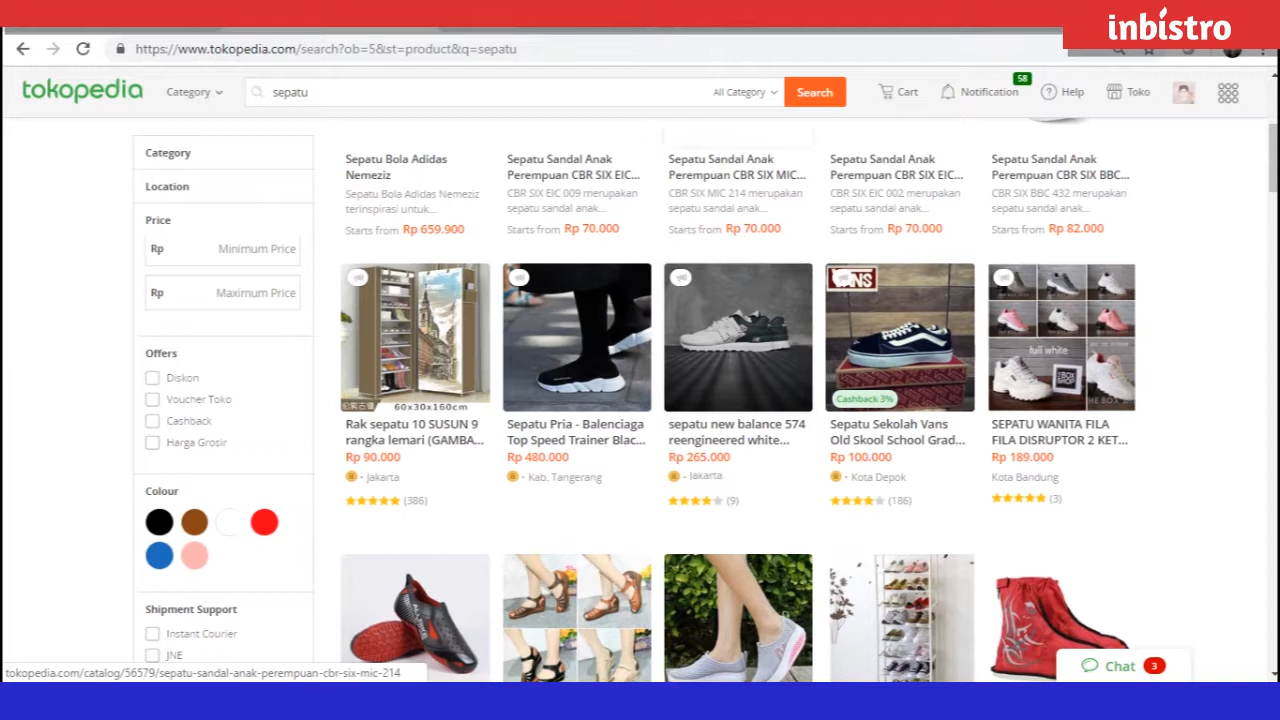 inbistro
https://www.tokopedia.com/search?ob=5&st=product&q=sepatu
tokopedia
Category
sepatu
All Category
Search
Cart
Notification
58
Help
Toko
Category
Location
Price
Rp Minimum Price
Rp Maximum Price
Offers
Diskon
Voucher Toko
Cashback
Harga Grosir
Colour
Shipment Support
Instant Courier
JNE
Sepatu Bola Adidas
Nemeziz
Sepatu Bola Adidas Nemeziz
terinspirasi untuk...
Starts from Rp 659.900
Sepatu Sandal Anak
Perempuan CBR SIX EIC...
CBR SIX EIC 009 merupakan
sepatu sandal anak...
Starts from Rp 70.000
Sepatu Sandal Anak
Perempuan CBR SIX MIC...
CBR SIX MIC 214 merupakan
sepatu sandal anak...
Starts from Rp 70.000
Sepatu Sandal Anak
Perempuan CBR SIX EIC...
CBR SIX EIC 002 merupakan
sepatu sandal anak...
Starts from Rp 70.000
Sepatu Sandal Anak
Perempuan CBR SIX BBC...
CBR SIX BBC 432 merupakan
sepatu sandal anak...
Starts from Rp 82.000
60x30x160cm
Rak sepatu 10 SUSUN 9
rangka lemari (GAMBA...
Rp 90.000
- Jakarta
(386)
Sepatu Pria - Balenciaga
Top Speed Trainer Blac...
Rp 480.000
- Kab. Tangerang
sepatu new balance 574
reengineered white...
Rp 265.000
- Jakarta
(9)
VANS
Cashback 3%
Sepatu Sekolah Vans
Old Skool School Grad...
Rp 100.000
- Kota Depok
(186)
full white
THE BOX SHOP
SEPATU WANITA FILA
FILA DISRUPTOR 2 KET...
Rp 189.000
Kota Bandung
(3)
Chat 3
tokopedia.com/catalog/56579/sepatu-sandal-anak-perempuan-cbr-six-mic-214